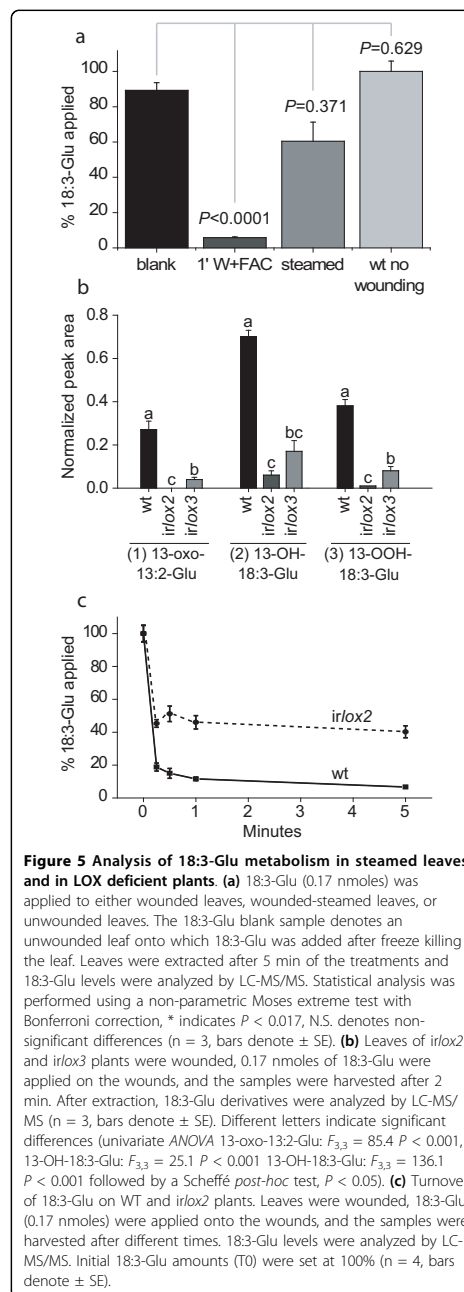 a
P=0.629
100
P=0.371
80
% 18:3-Glu applied
60
40
P<0.0001
20
0
blank 1' W+FAC steamed wt no wounding
b
0.8
a
Normalized peak area
0.6
a
0.4
a
bc
0.2
c b
c
c b
0.0
wt irlox2 irlox3 wt irlox2 irlox3 wt irlox2 irlox3
(1) 13-oxo-13:2-Glu
(2) 13-OH-18:3-Glu
(3) 13-OOH-18:3-Glu
c
100
% 18:3-Glu applied
80
60
irlox2
40
20
wt
0
0 1 2 3 4 5
Minutes
Figure 5 Analysis of 18:3-Glu metabolism in steamed leaves
and in LOX deficient plants. (a) 18:3-Glu (0.17 nmoles) was
applied to either wounded leaves, wounded-steamed leaves, or
unwounded leaves. The 18:3-Glu blank sample denotes an
unwounded leaf onto which 18:3-Glu was added after freeze killing
the leaf. Leaves were extracted after 5 min of the treatments and
18:3-Glu levels were analyzed by LC-MS/MS. Statistical analysis was
performed using a non-parametric Moses extreme test with
Bonferroni correction, * indicates P < 0.017, N.S. denotes non-
significant differences (n = 3, bars denote ± SE). (b) Leaves of irlox2
and irlox3 plants were wounded, 0.17 nmoles of 18:3-Glu were
applied on the wounds, and the samples were harvested after 2
min. After extraction, 18:3-Glu derivatives were analyzed by LC-MS/
MS (n = 3, bars denote ± SE). Different letters indicate significant
differences (univariate ANOVA 13-oxo-13:2-Glu: F3,3 = 85.4 P < 0.001,
13-OH-18:3-Glu: F3,3 = 25.1 P < 0.001 13-OH-18:3-Glu: F3,3 = 136.1
P < 0.001 followed by a Scheffé post-hoc test, P < 0.05). (c) Turnover
of 18:3-Glu on WT and irlox2 plants. Leaves were wounded, 18:3-Glu
(0.17 nmoles) were applied onto the wounds, and the samples were
harvested after different times. 18:3-Glu levels were analyzed by LC-
MS/MS. Initial 18:3-Glu amounts (T0) were set at 100% (n = 4, bars
denote ± SE).